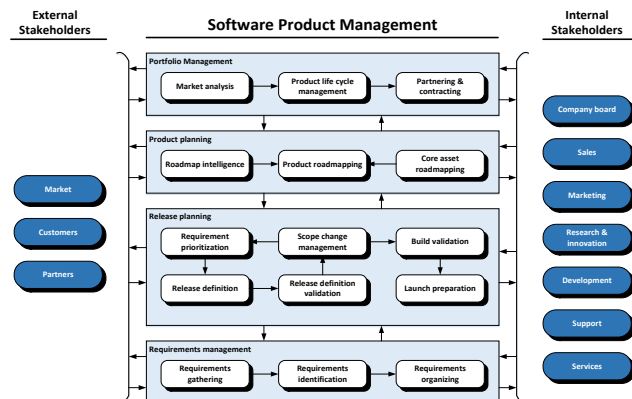 External
Stakeholders
Software Product Management
Internal
Stakeholders
Portfolio Management
Market analysis
Product life cycle
management
Partnering &
contracting
Product planning
Roadmap intelligence
Product roadmapping
Core asset
roadmapping
Release planning
Requirement
prioritization
Scope change
management
Build validation
Release definition
Release definition
validation
Launch preparation
Requirements management
Requirements
gathering
Requirements
identification
Requirements
organizing
Market
Customers
Partners
Company board
Sales
Marketing
Research &
innovation
Development
Support
Services